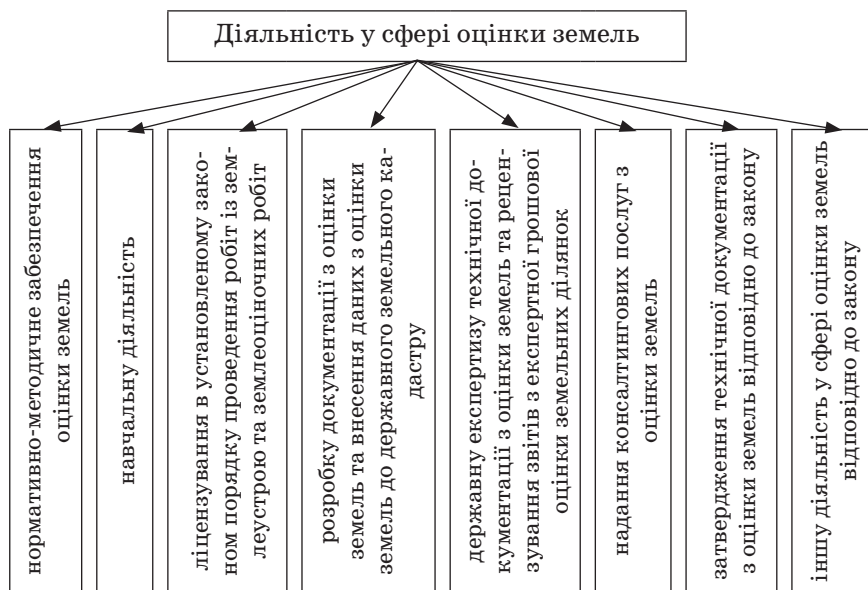 Діяльність у сфері оцінки земель
нормативно-методичне забезпечення
оцінки земель
навчальну діяльність
ліцензування в установленому зако-
ном порядку проведення робіт із зем-
леустрою та землеоціночних робіт
розробку документації з оцінки
земель та внесення даних з оцінки
земель до державного земельного ка-
дастру
державну експертизу технічної до-
кументації з оцінки земель та рецен-
зування звітів з експертної грошової
оцінки земельних ділянок
надання консалтингових послуг з
оцінки земель
затвердження технічної документації
з оцінки земель відповідно до закону
іншу діяльність у сфері оцінки земель
відповідно до закону